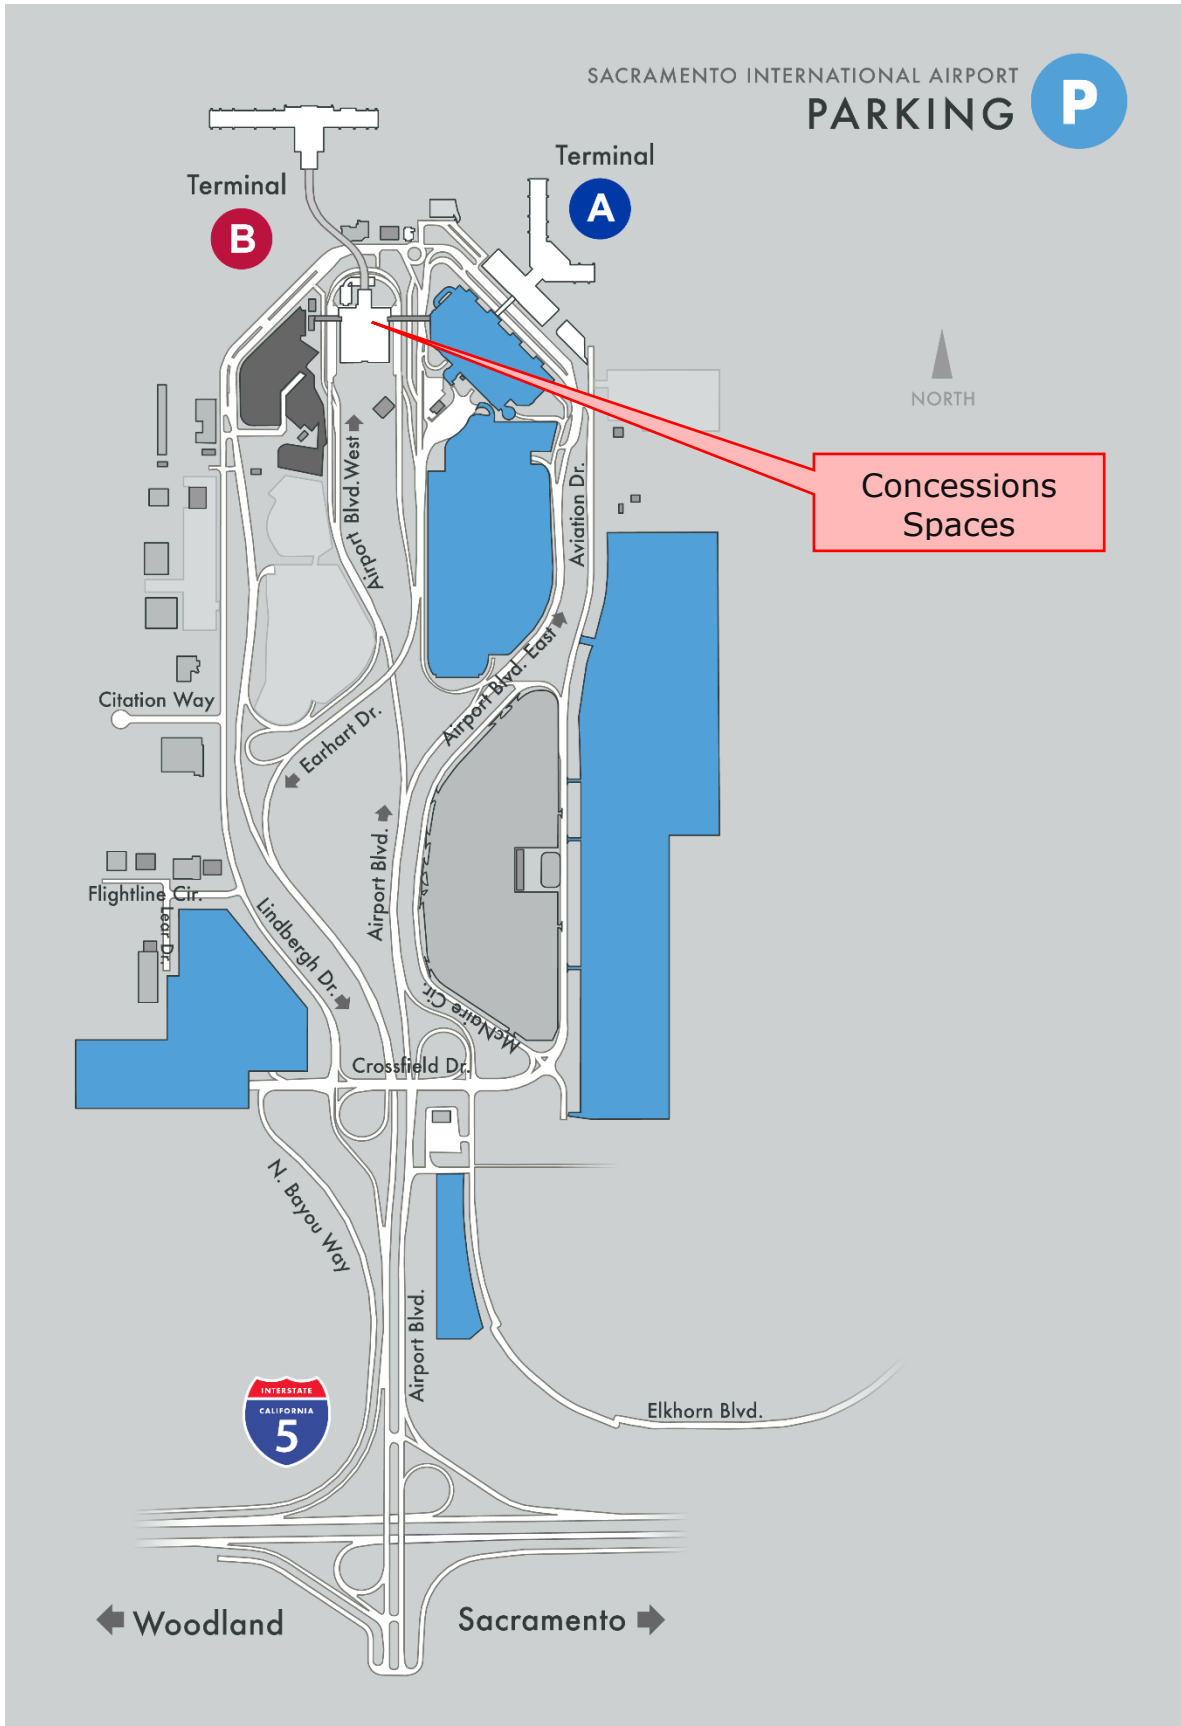 SACRAMENTO INTERNATIONAL AIRPORT
PARKING
P
Terminal
A
Terminal
B
NORTH
Concessions
Spaces
Airport Blvd. West
Aviation Dr.
Airport Blvd. East
Citation Way
Earhart Dr.
Airport Blvd.
Flightline Cir.
Lear Dr.
Lindbergh Dr.
McNaire Cir.
Crossfield Dr.
N. Bayou Way
Airport Blvd.
INTERSTATE
CALIFORNIA
5
Elkhorn Blvd.
Woodland
Sacramento